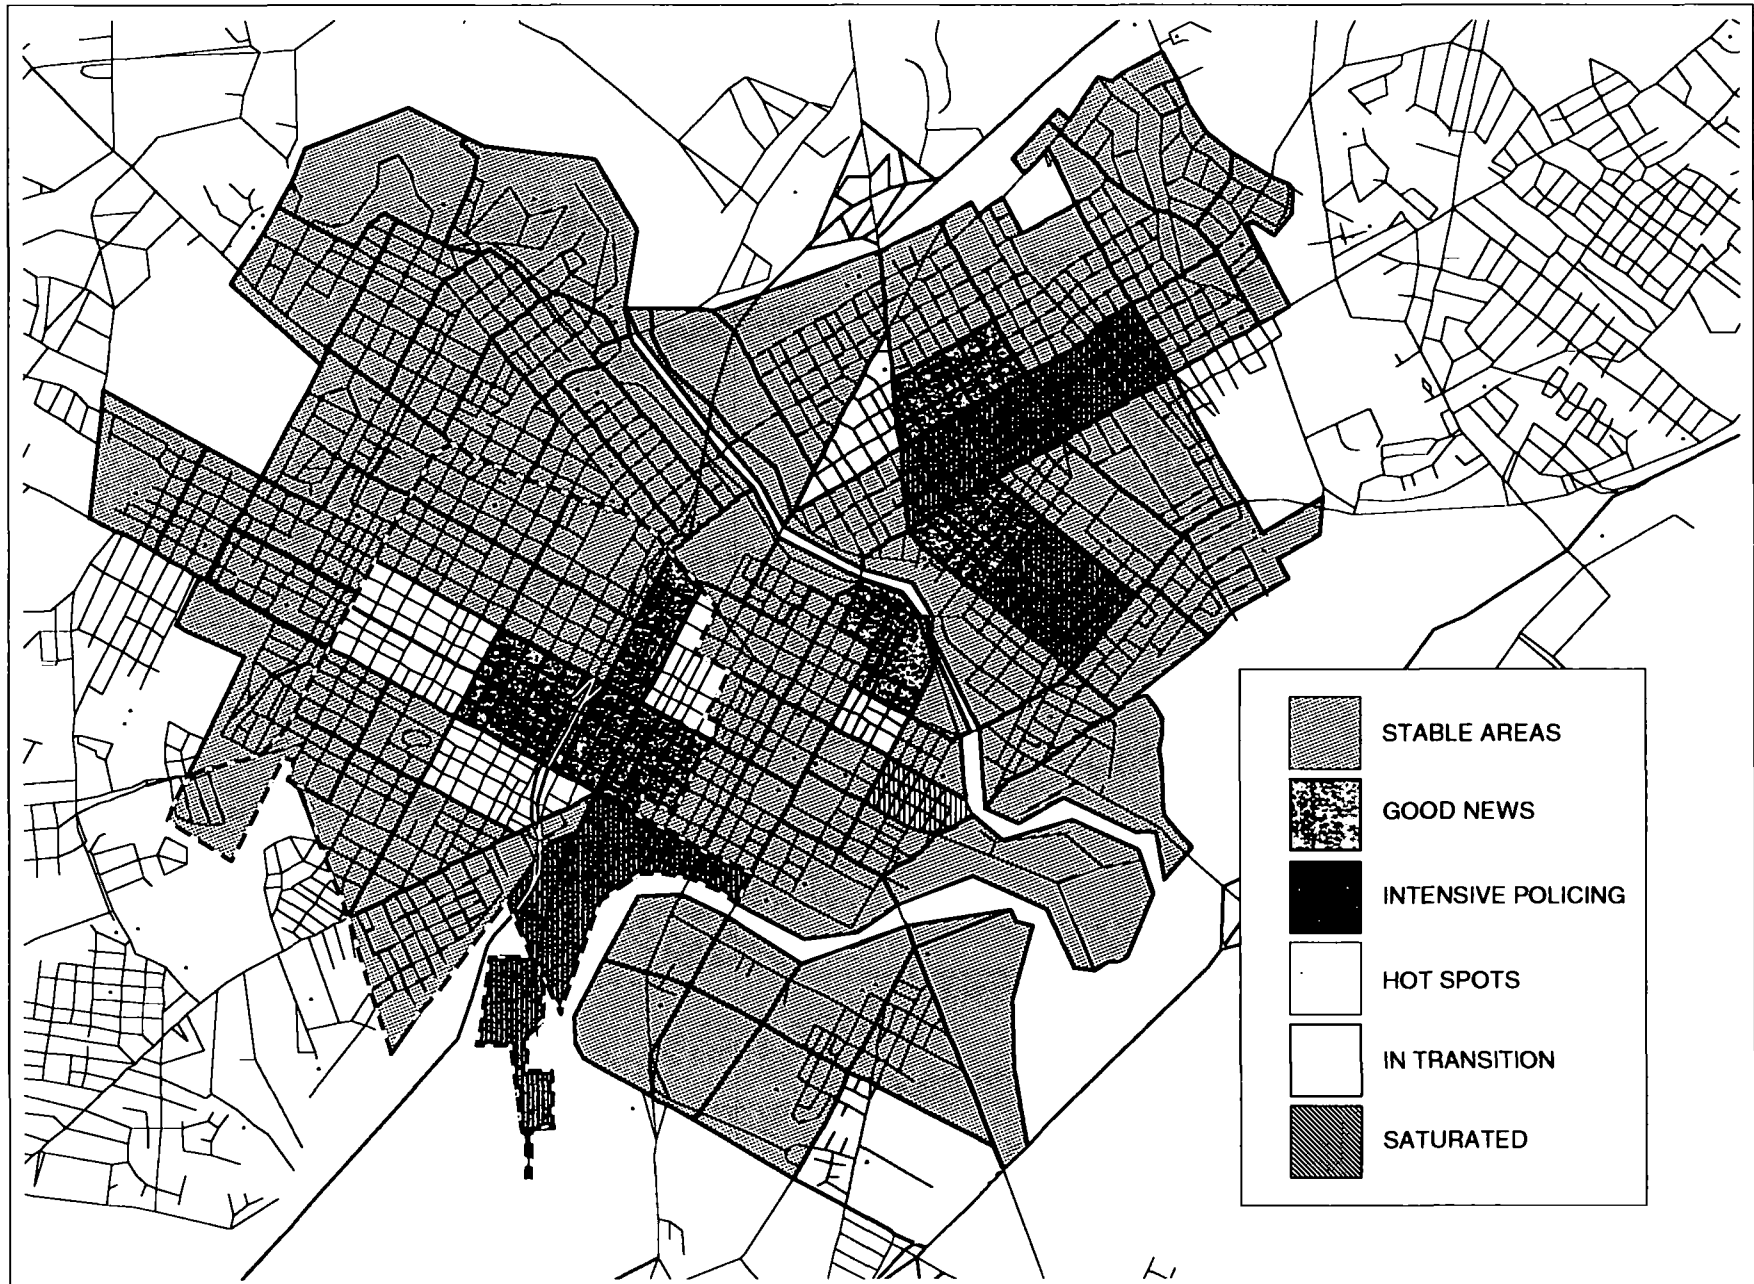 STABLE AREAS
GOOD NEWS
INTENSIVE POLICING
HOT SPOTS
IN TRANSITION
SATURATED